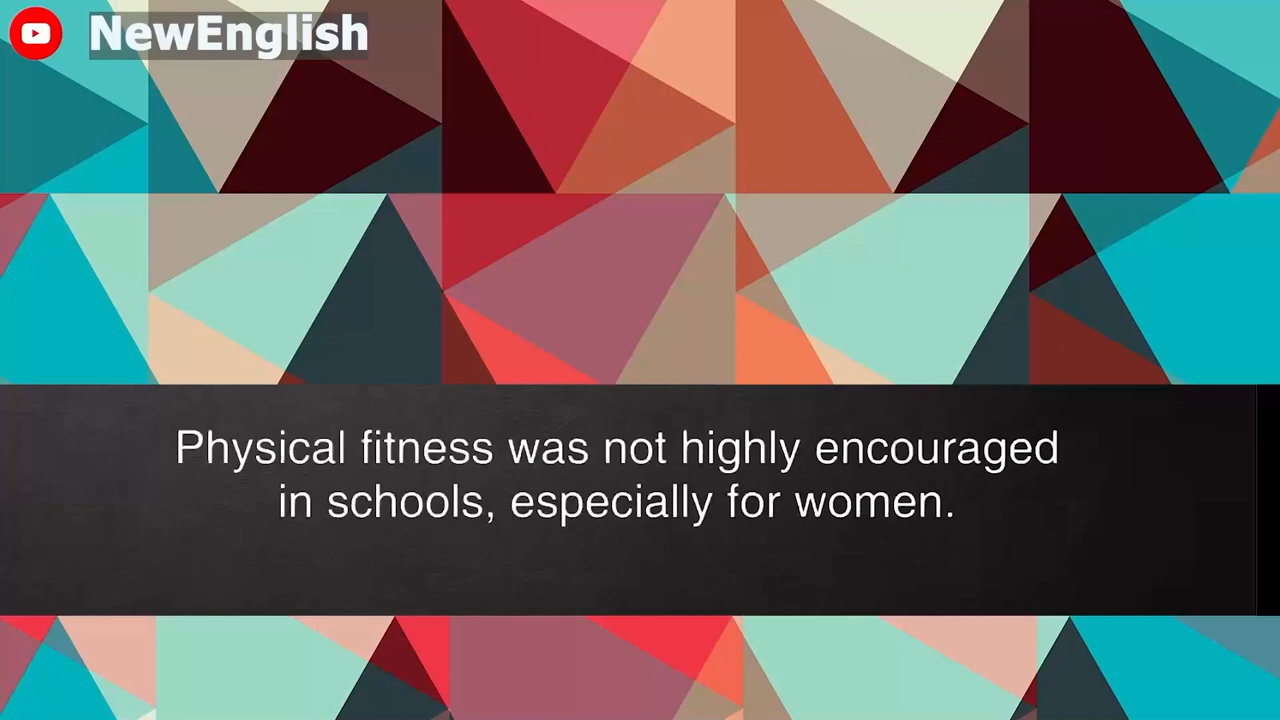 NewEnglish
Physical fitness was not highly encouraged
in schools, especially for women.